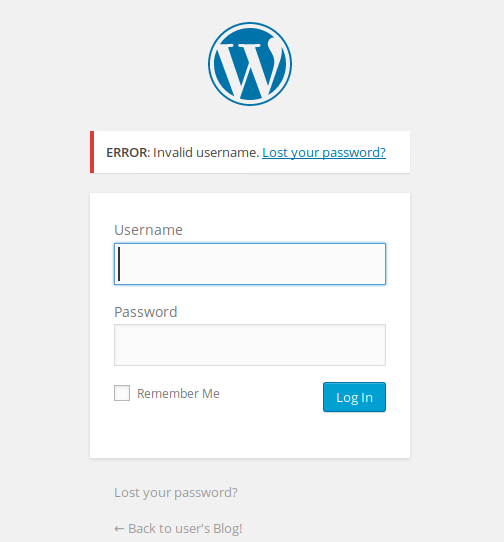 ERROR: Invalid username. Lost your password?
Username
Password
Remember Me
Log In
Lost your password?
← Back to user's Blog!